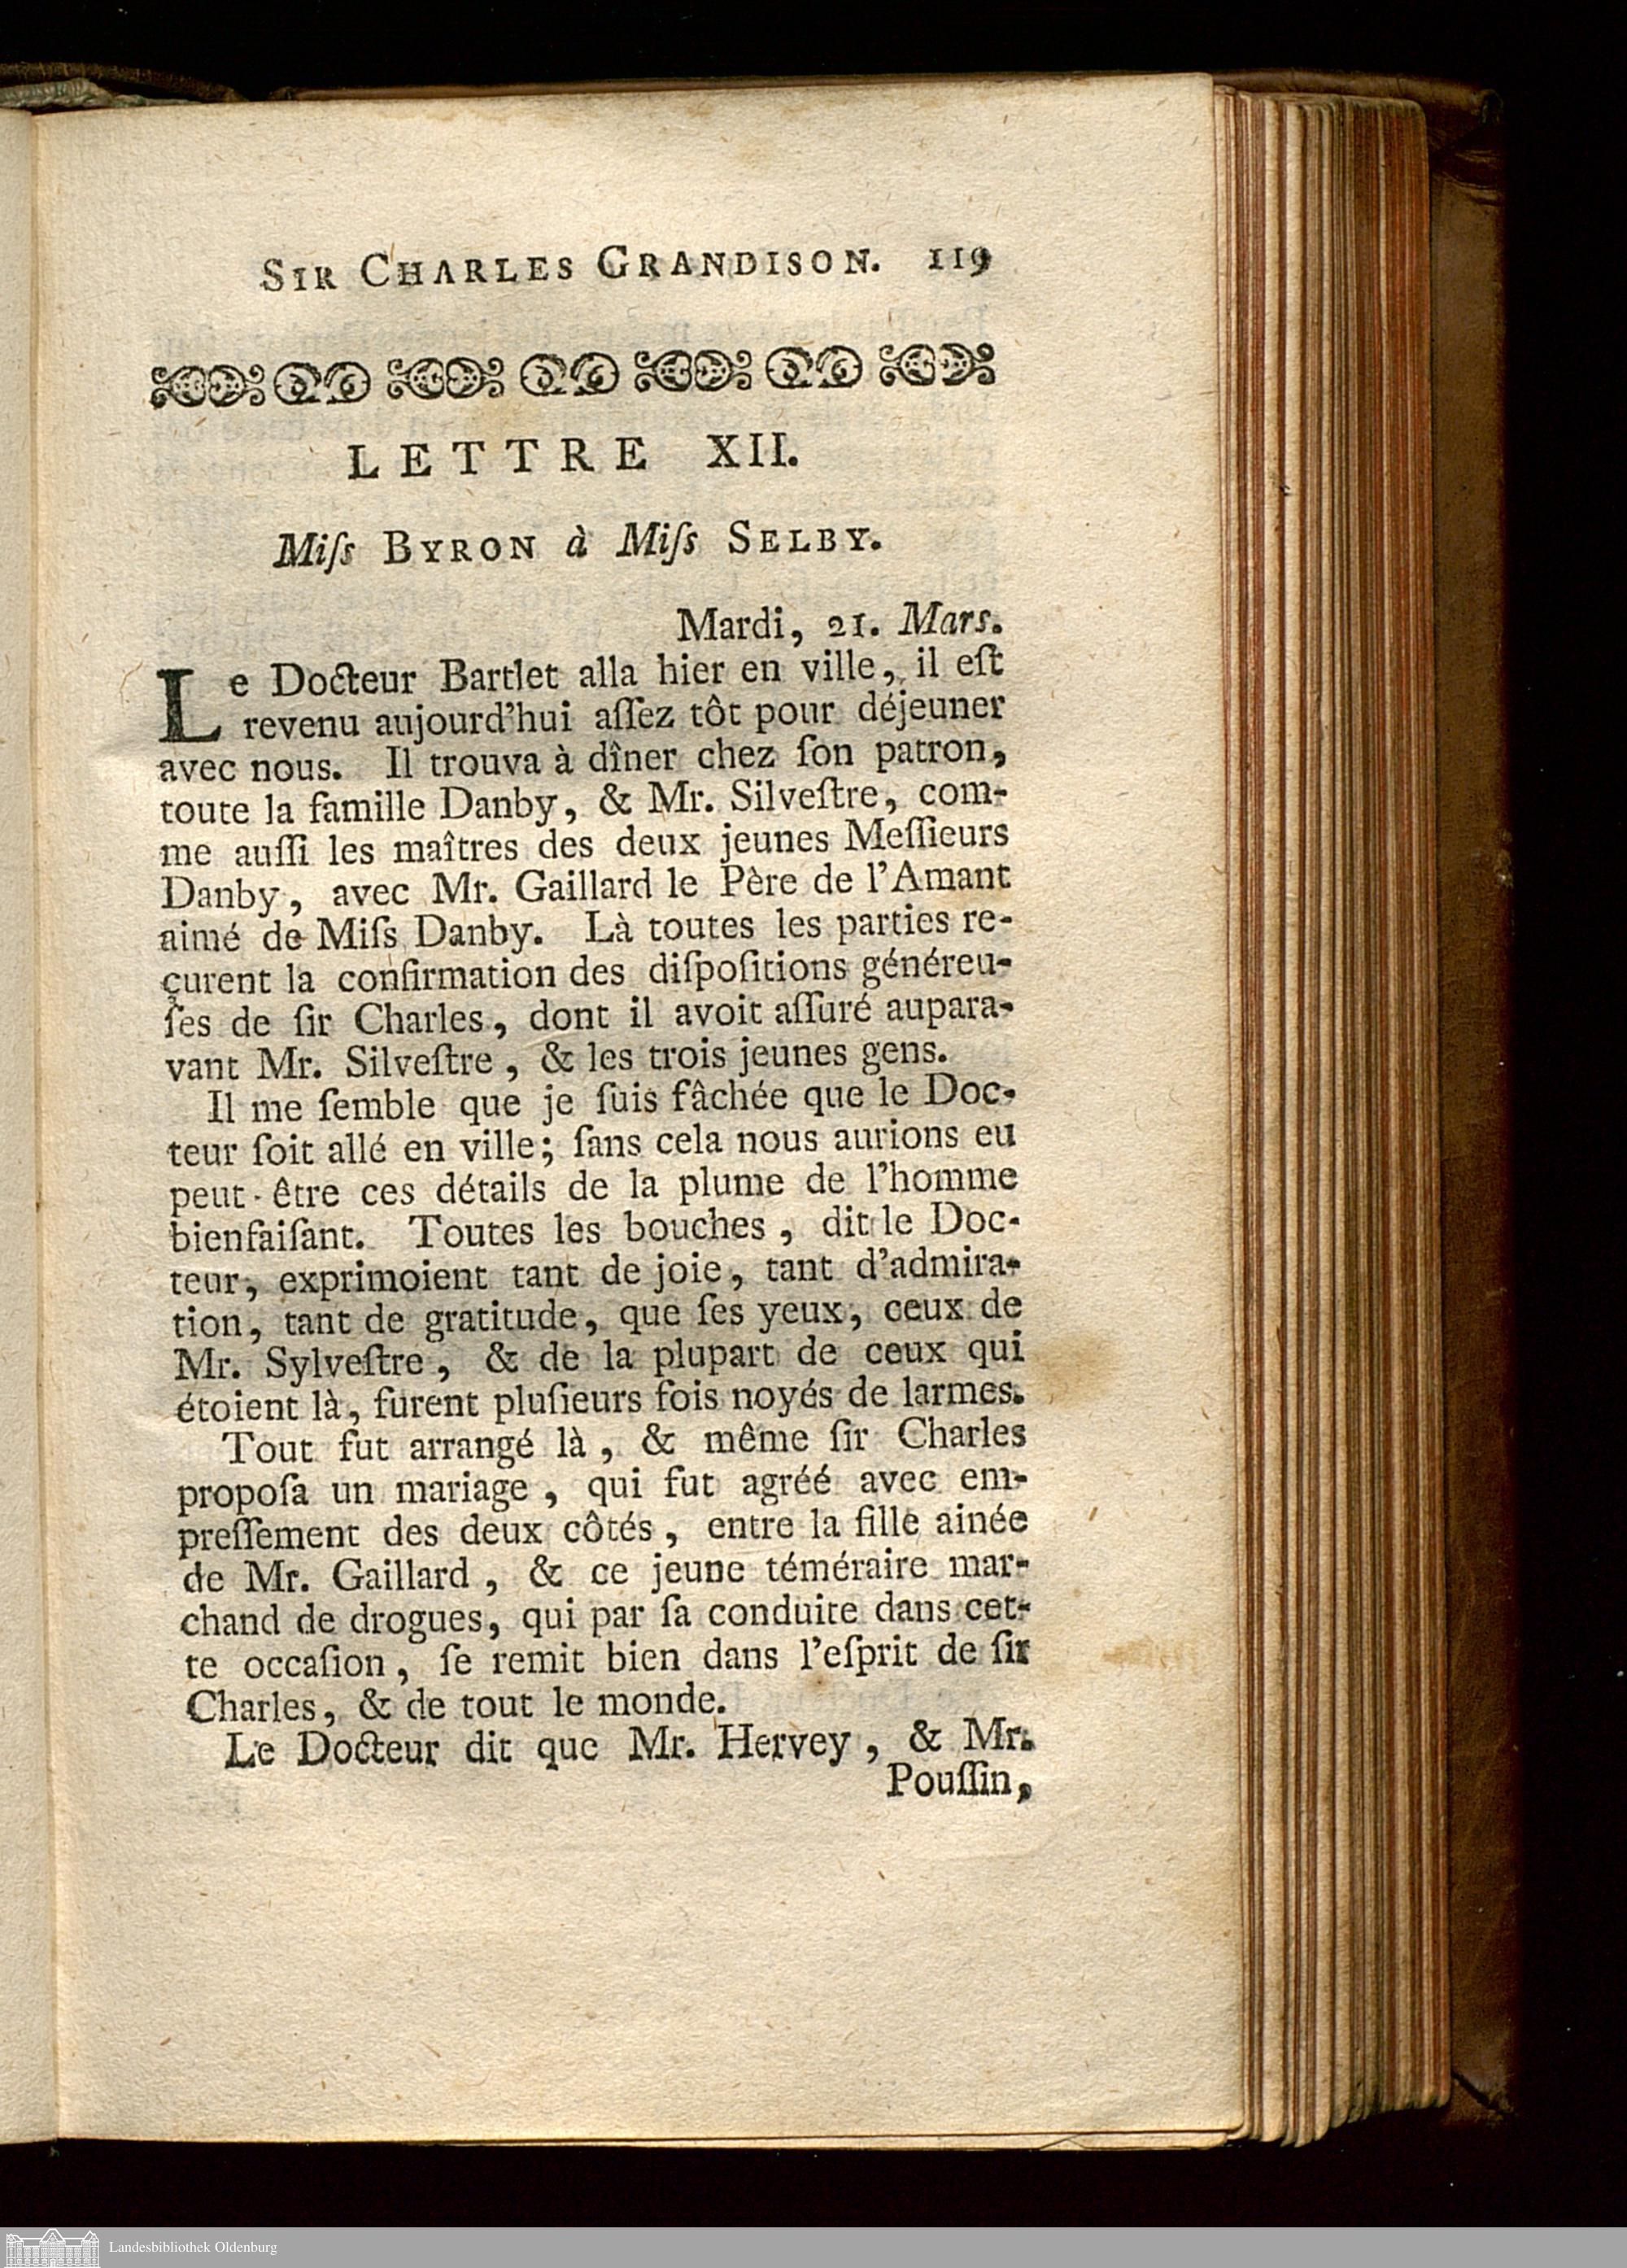 SIR CHARLES GRANDISON. 119
LETTRE XII.
Miſs BYRON à Miſs SELBY.
Mardi, 21. Mars.
Le Docteur Bartlet alla hier en ville, il eſt
revenu aujourd'hui aſſez tôt pour déjeuner
avec nous. Il trouva à dîner chez ſon patron,
toute la famille Danby, & Mr. Silveſtre, com-
me auſſi les maîtres des deux jeunes Meſſieurs
Danby, avec Mr. Gaillard le Père de l'Amant
aimé de Miſs Danby. Là toutes les parties re-
çurent la confirmation des diſpoſitions généreu-
ſes de ſir Charles, dont il avoit aſſuré aupara-
vant Mr. Silveſtre, & les trois jeunes gens.
Il me ſemble que je ſuis fâchée que le Doc-
teur ſoit allé en ville; ſans cela nous aurions eu
peut-être ces détails de la plume de l'homme
bienfaiſant. Toutes les bouches, dit le Doc-
teur, exprimoient tant de joie, tant d'admira-
tion, tant de gratitude, que ſes yeux, ceux de
Mr. Sylveſtre, & de la plupart de ceux qui
étoient là, furent pluſieurs fois noyés de larmes.
Tout fut arrangé là, & même ſir Charles
propoſa un mariage, qui fut agréé avec em-
preſſement des deux côtés, entre la fille ainée
de Mr. Gaillard, & ce jeune téméraire mar-
chand de drogues, qui par ſa conduite dans cet-
te occaſion, ſe remit bien dans l'eſprit de ſir
Charles, & de tout le monde.
Le Docteur dit que Mr. Hervey, & Mr.
Pouſſin,
Landesbibliothek Oldenburg